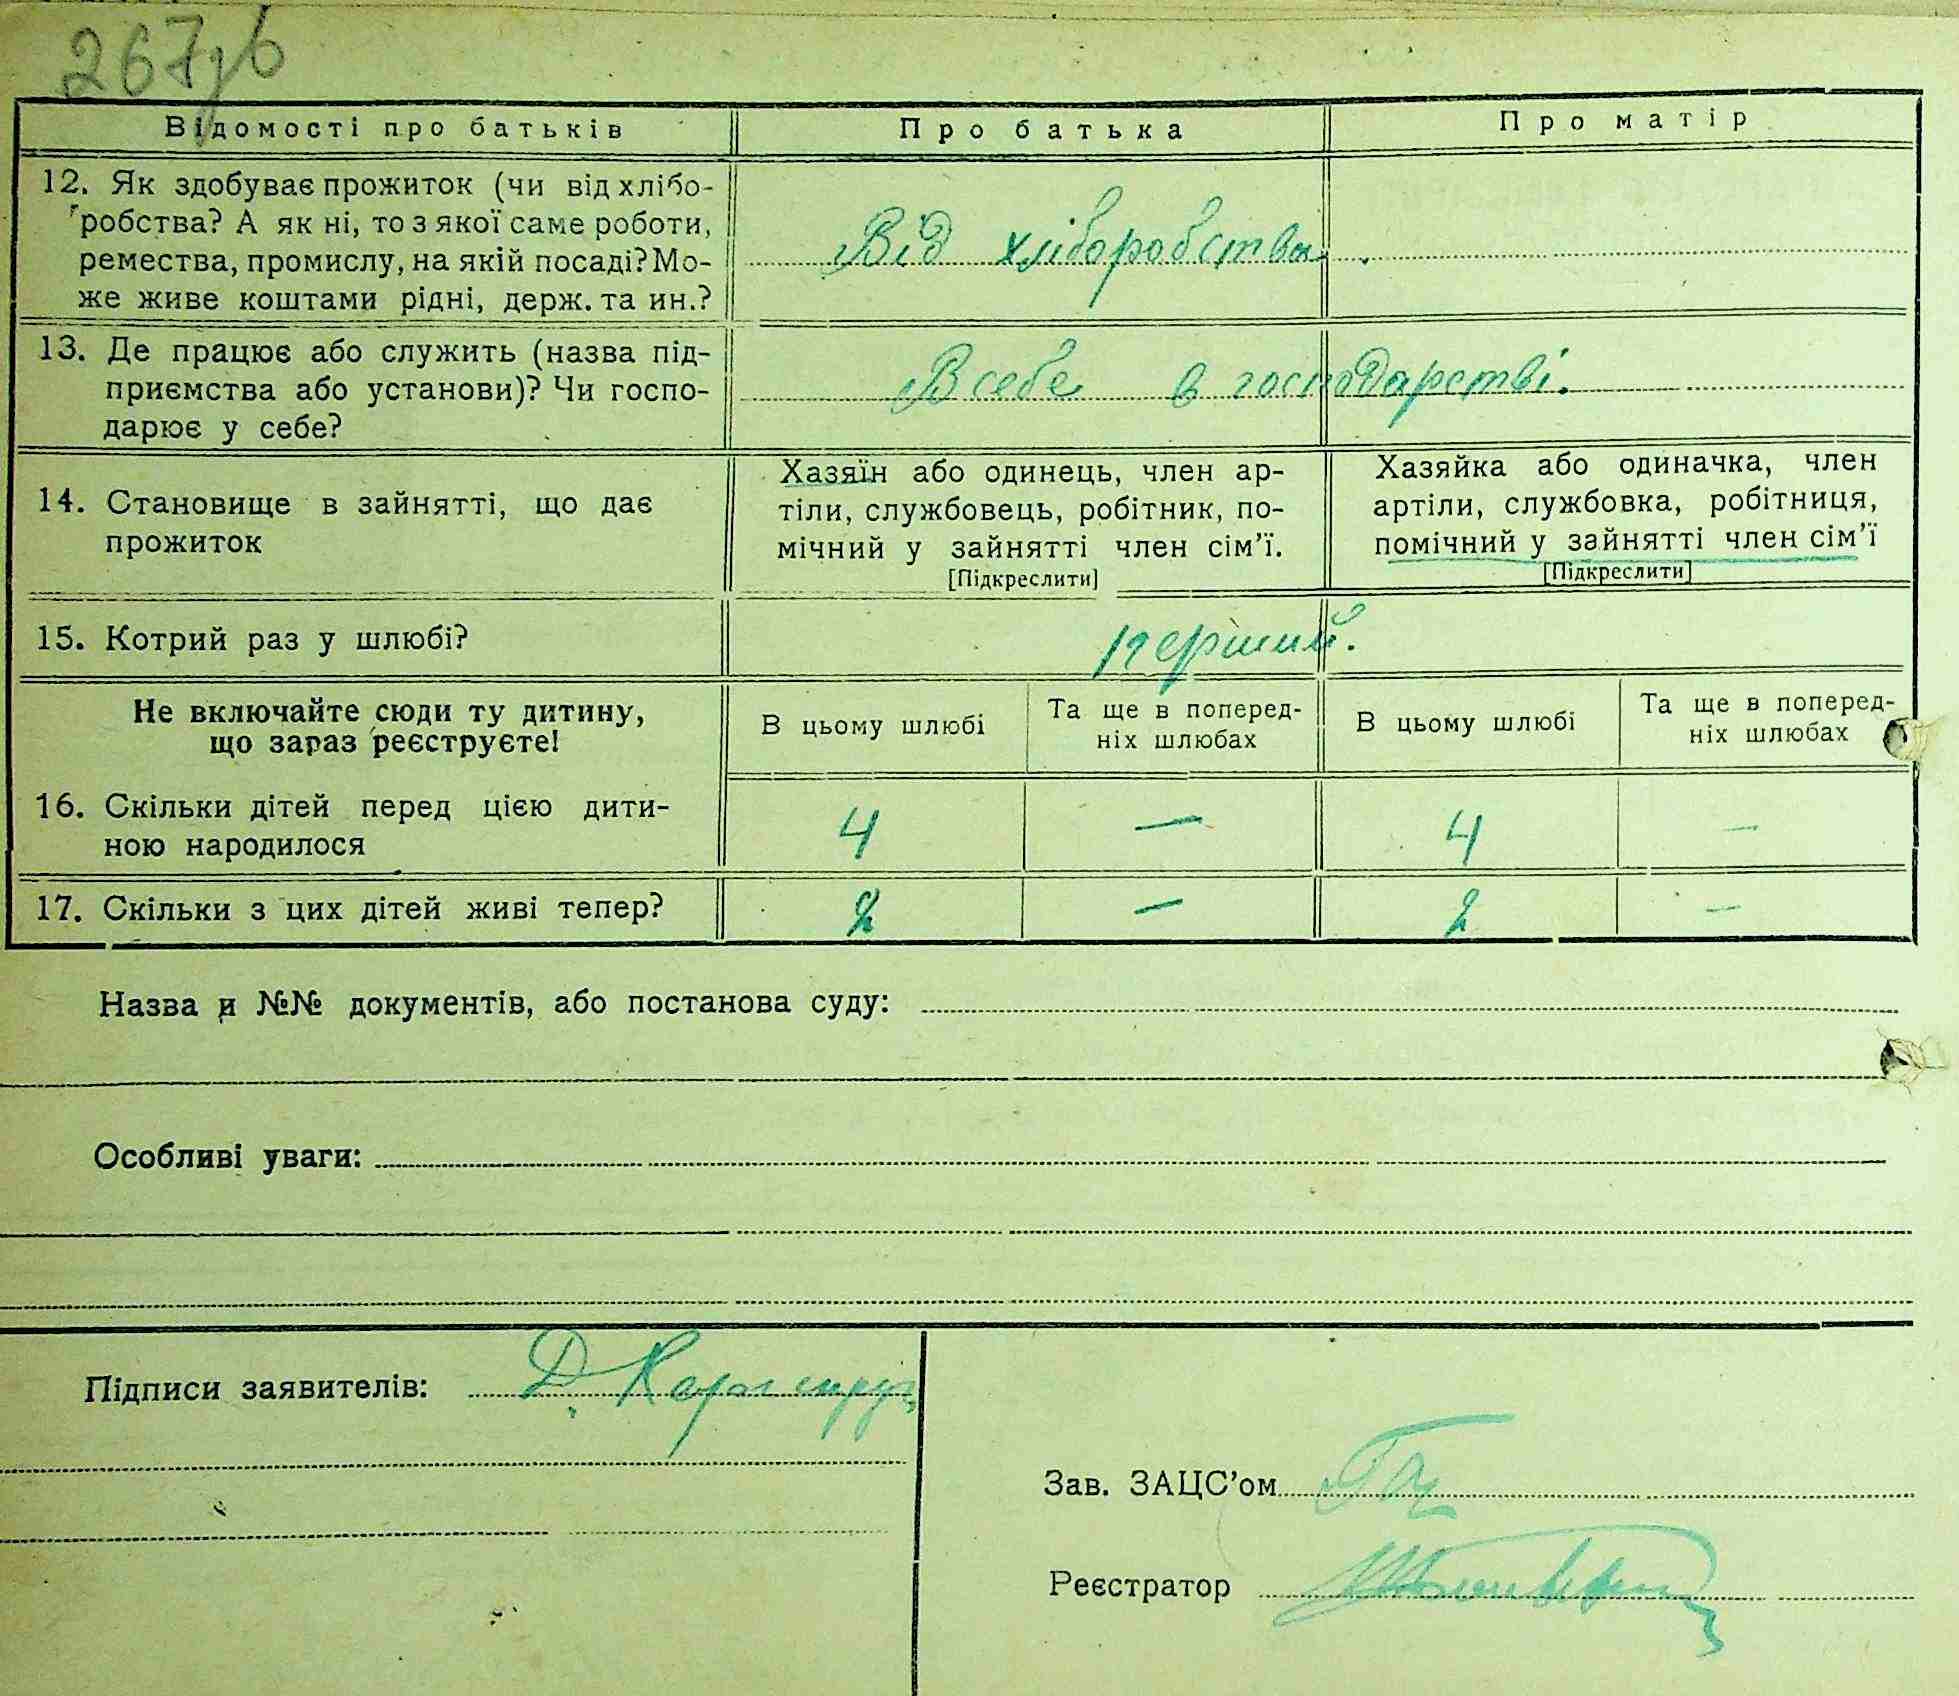 267
Відомості про батьків
Про батька
Про матір
12. Як здобуває прожиток (чи від хлібо-
робства? А як ні, то з якої саме роботи,
ремества, промислу, на якій посаді? Мо-
же живе коштами рідні, держ. та ин.?
Від хліборобства.
13. Де працює або служить (назва під-
приємства або установи)? Чи госпо-
дарює у себе?
В себе в господарстві.
14. Становище в зайнятті, що дає
прожиток
Хазяїн або одинець, член ар-
тіли, службовець, робітник, по-
мічний у зайнятті член сім’ї.
[Підкреслити]
Хазяйка або одиначка, член
артіли, службовка, робітниця,
помічний у зайнятті член сім’ї
[Підкреслити]
15. Котрий раз у шлюбі?
перший.
Не включайте сюди ту дитину,
що зараз реєструєте!
В цьому шлюбі
Та ще в поперед-
ніх шлюбах
В цьому шлюбі
Та ще в поперед-
ніх шлюбах
16. Скільки дітей перед цією дити-
ною народилося
4 — 4 —
17. Скільки з цих дітей живі тепер?
2 — 2 —
Назва и №№ документів, або постанова суду:
Особливі уваги:
Підписи заявителів: Д.
Зав. ЗАЦС’ом
Реєстратор